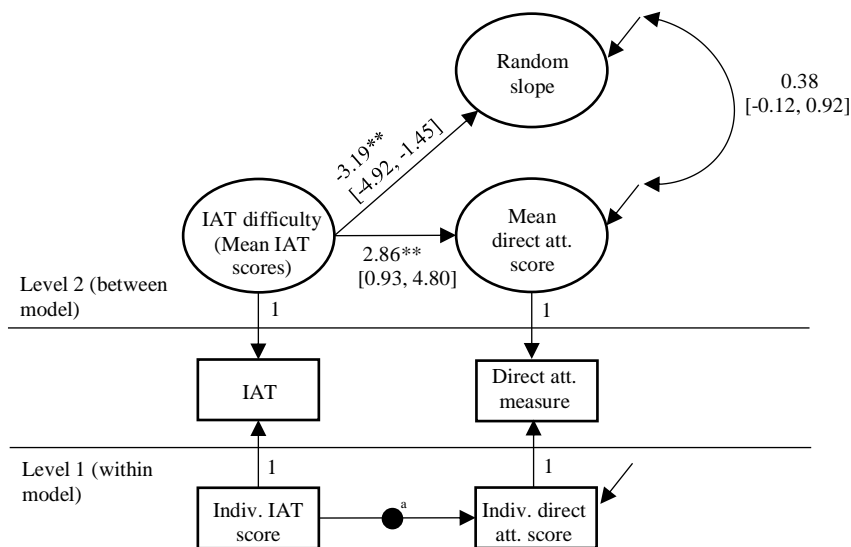 Random
slope
0.38
[-0.12, 0.92]
-3.19**
[-4.92, -1.45]
IAT difficulty
(Mean IAT
scores)
Mean
direct att.
score
2.86**
[0.93, 4.80]
Level 2 (between
model)
1
1
IAT
Direct att.
measure
Level 1 (within
model)
1
1
Indiv. IAT
score
a
Indiv. direct
att. score